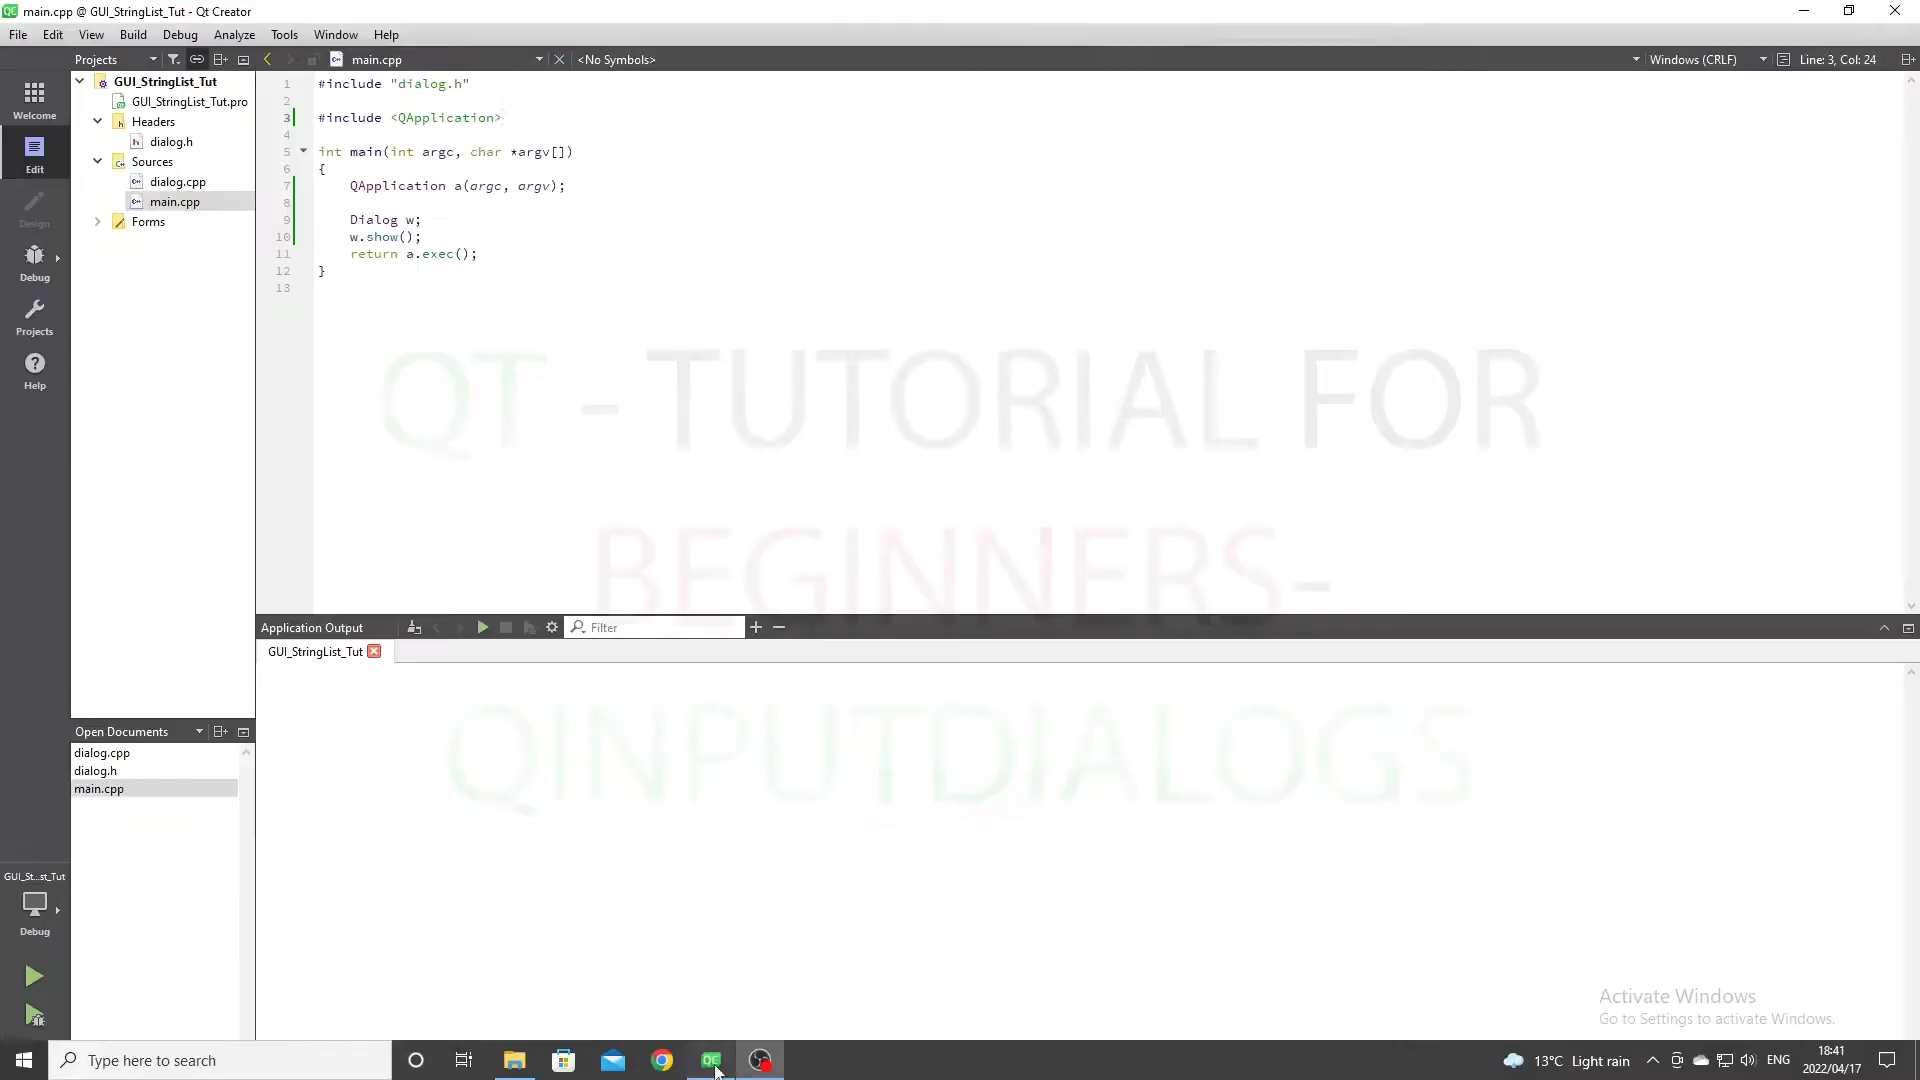 main.cpp @ GUI_StringList_Tut - Qt Creator
File Edit View Build Debug Analyze Tools Window Help
Projects main.cpp <No Symbols> Windows (CRLF) Line: 3, Col: 24
Welcome
Edit
Design
Debug
Projects
Help
GUI_St...st_Tut
Debug
GUI_StringList_Tut
GUI_StringList_Tut.pro
Headers
dialog.h
Sources
dialog.cpp
main.cpp
Forms
Open Documents
dialog.cpp
dialog.h
main.cpp
1 #include "dialog.h"
2
3 #include <QApplication>
4
5 int main(int argc, char *argv[])
6 {
7 QApplication a(argc, argv);
8
9 Dialog w;
10 w.show();
11 return a.exec();
12 }
13
QT - TUTORIAL FOR
BEGINNERS-
QINPUTDIALOGS
Application Output Filter
GUI_StringList_Tut
Activate Windows
Go to Settings to activate Windows.
Type here to search
QC
13°C Light rain ENG
18:41
2022/04/17